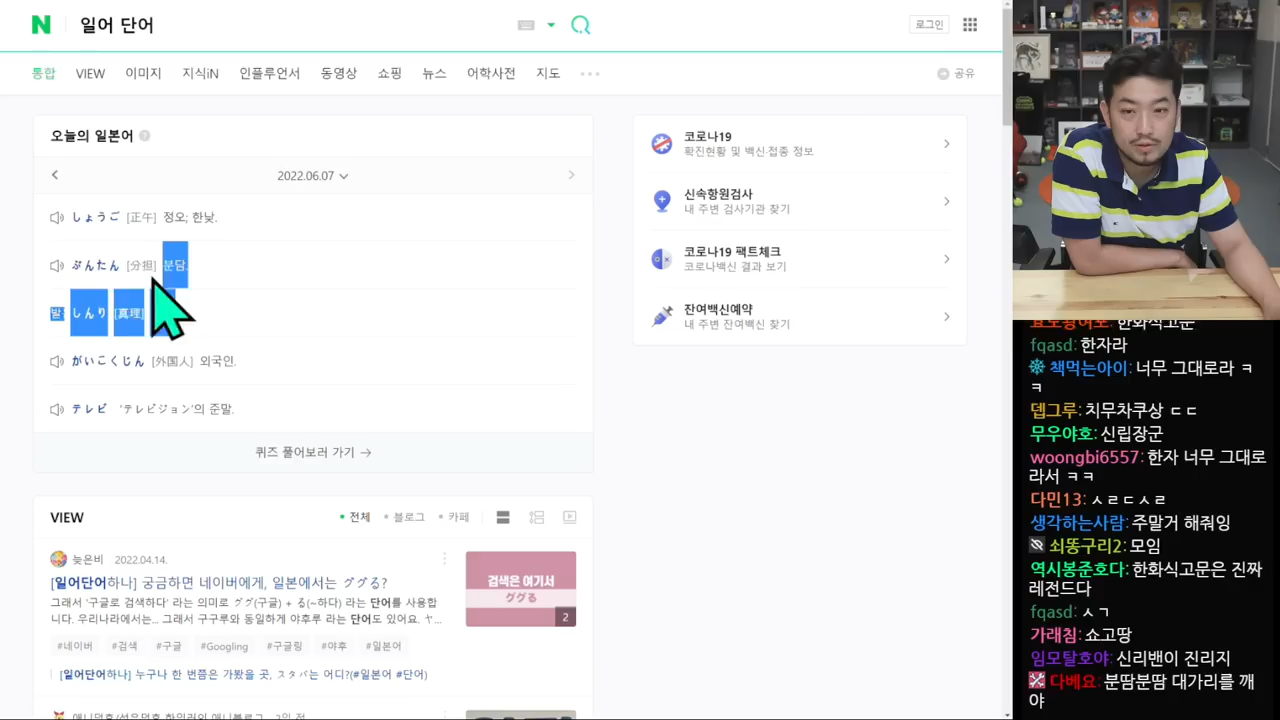 N 일어 단어
로그인
통합 VIEW 이미지 지식iN 인플루언서 동영상 쇼핑 뉴스 어학사전 지도
공유
오늘의 일본어 ?
2022.06.07
しょうご [正午] 정오; 한낮.
ぶんたん [分担] 분담.
발 しんり [真理]
がいこくじん [外国人] 외국인.
テレビ 'テレビジョン'의 준말.
퀴즈 풀어보러 가기 →
코로나19
확진현황 및 백신·접종 정보
신속항원검사
내 주변 검사기관 찾기
코로나19 팩트체크
코로나백신 결과 보기
잔여백신예약
내 주변 잔여백신 찾기
VIEW
전체 블로그 카페
늦은비 2022.04.14.
[일어단어하나] 궁금하면 네이버에게, 일본에서는 ググる?
그래서 '구글로 검색하다' 라는 의미로 ググ(구글) + る(~하다) 라는 단어를 사용합
니다. 우리나라에서는... 그래서 구구루와 동일하게 야후루 라는 단어도 있어요. ヤ...
#네이버 #검색 #구글 #Googling #구글링 #야후 #일본어
[일어단어하나] 누구나 한 번쯤은 가봤을 곳, スタバ는 어디?(#일본어 #단어)
검색은 여기서
ググる
2
한화식고문
fqasd: 한자라
책먹는아이: 너무 그대로라 ㅋ
ㅋ
뎁그루: 치무차쿠상 ㄷㄷ
무우야호: 신립장군
woongbi6557: 한자 너무 그대로
라서 ㅋㅋ
다민13: ㅅㄹㄷㅅㄹ
생각하는사람: 주말거 해줘잉
쇠똥구리2: 모임
역시봉준호다: 한화식고문은 진짜
레전드다
fqasd: ㅅㄱ
가래침: 쇼고땅
임모탈호야: 신리밴이 진리지
다베요: 분땀분땀 대가리를 깨
야